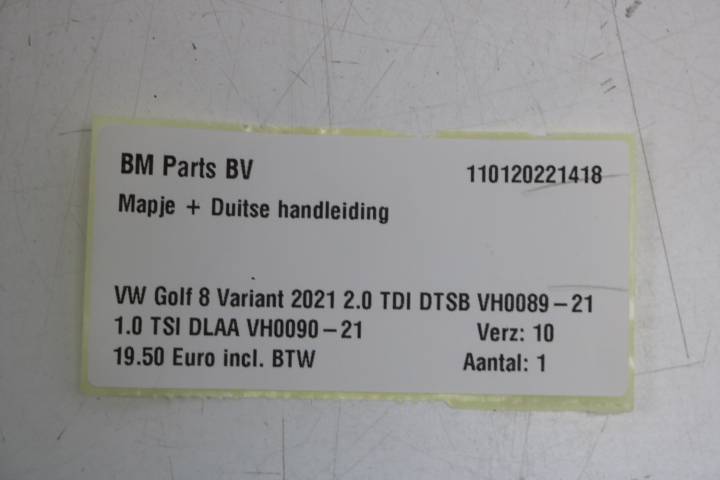 BM Parts BV 110120221418
Mapje + Duitse handleiding
VW Golf 8 Variant 2021 2.0 TDI DTSB VH0089-21
1.0 TSI DLAA VH0090-21 Verz: 10
19.50 Euro incl. BTW Aantal: 1